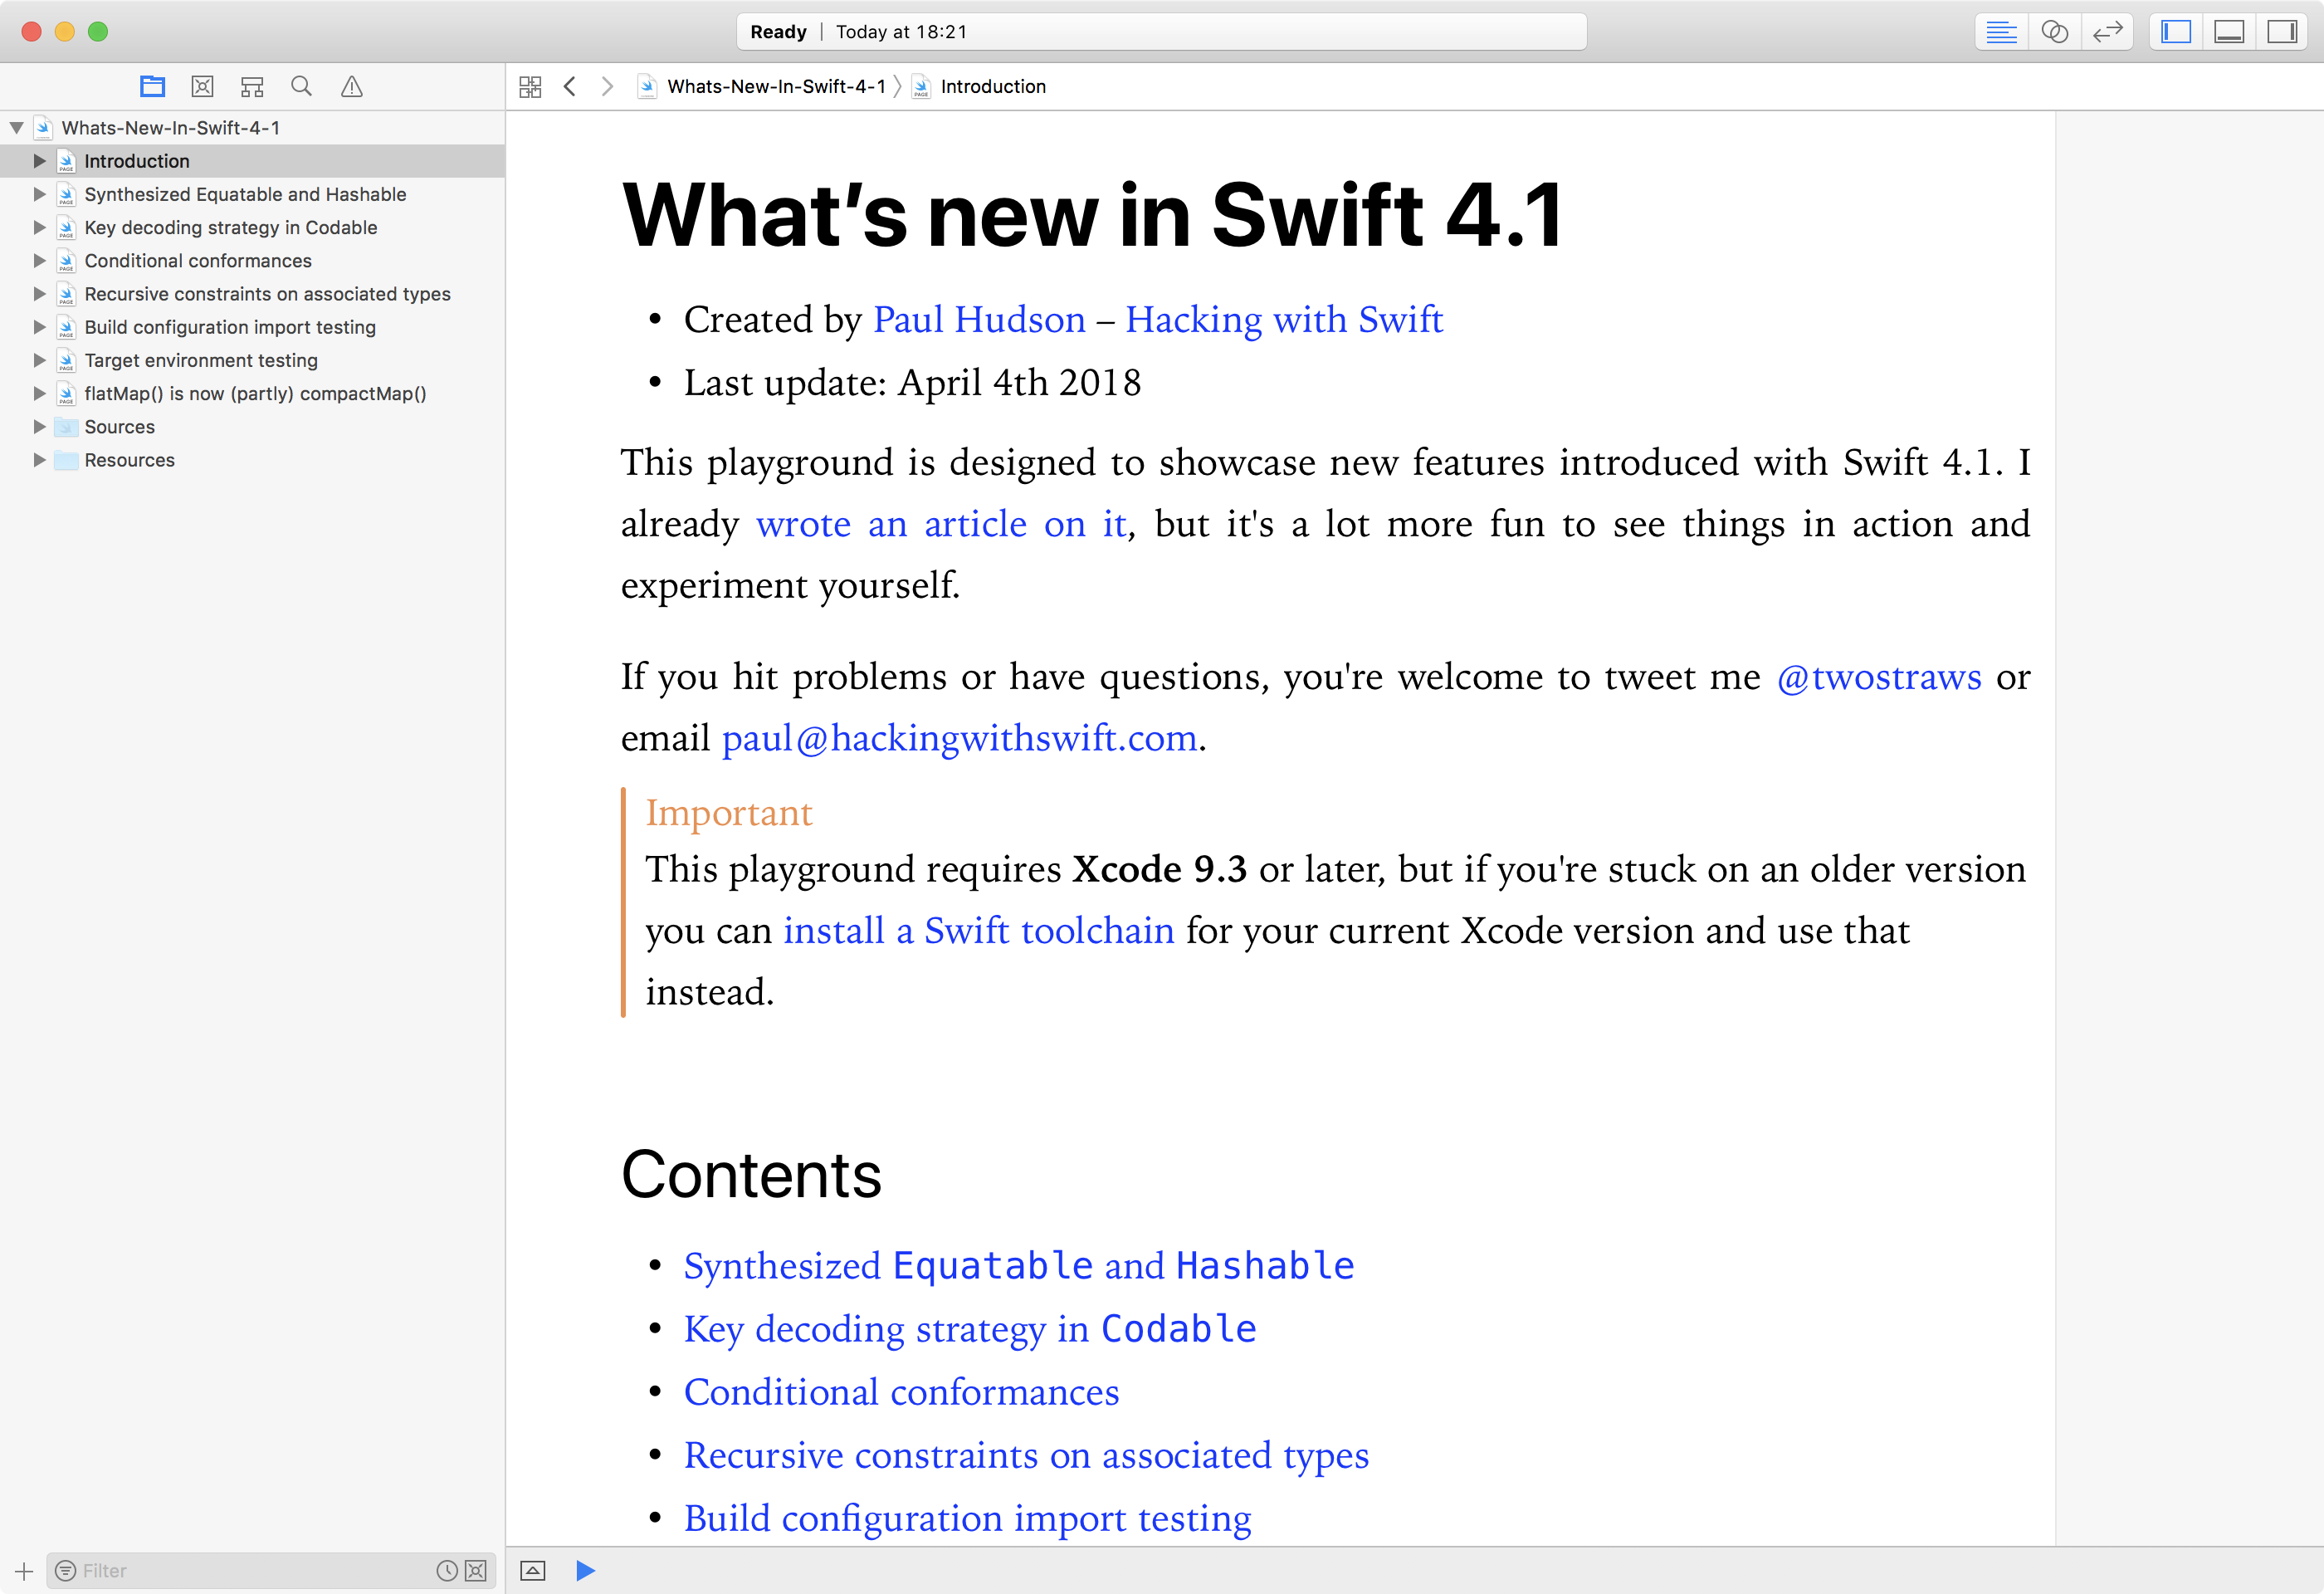 Ready | Today at 18:21
Whats-New-In-Swift-4-1 〉 Introduction
Whats-New-In-Swift-4-1
Introduction
Synthesized Equatable and Hashable
Key decoding strategy in Codable
Conditional conformances
Recursive constraints on associated types
Build configuration import testing
Target environment testing
flatMap() is now (partly) compactMap()
Sources
Resources
Filter
What’s new in Swift 4.1
• Created by Paul Hudson – Hacking with Swift
• Last update: April 4th 2018
This playground is designed to showcase new features introduced with Swift 4.1. I
already wrote an article on it, but it's a lot more fun to see things in action and
experiment yourself.
If you hit problems or have questions, you're welcome to tweet me @twostraws or
email paul@hackingwithswift.com.
Important
This playground requires Xcode 9.3 or later, but if you're stuck on an older version
you can install a Swift toolchain for your current Xcode version and use that
instead.
Contents
• Synthesized Equatable and Hashable
• Key decoding strategy in Codable
• Conditional conformances
• Recursive constraints on associated types
• Build configuration import testing